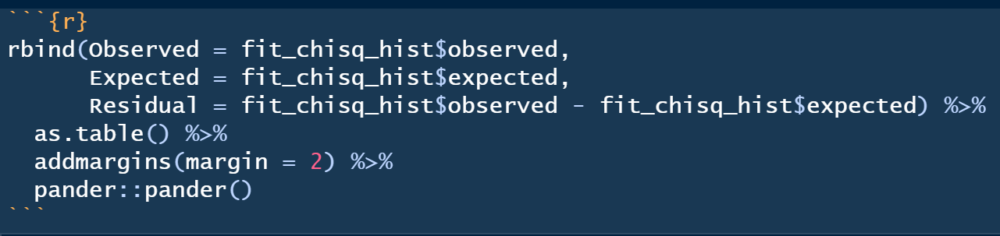 ```{r}
rbind(Observed = fit_chisq_hist$observed,
      Expected = fit_chisq_hist$expected,
      Residual = fit_chisq_hist$observed - fit_chisq_hist$expected) %>%
  as.table() %>%
  addmargins(margin = 2) %>%
  pander::pander()
```